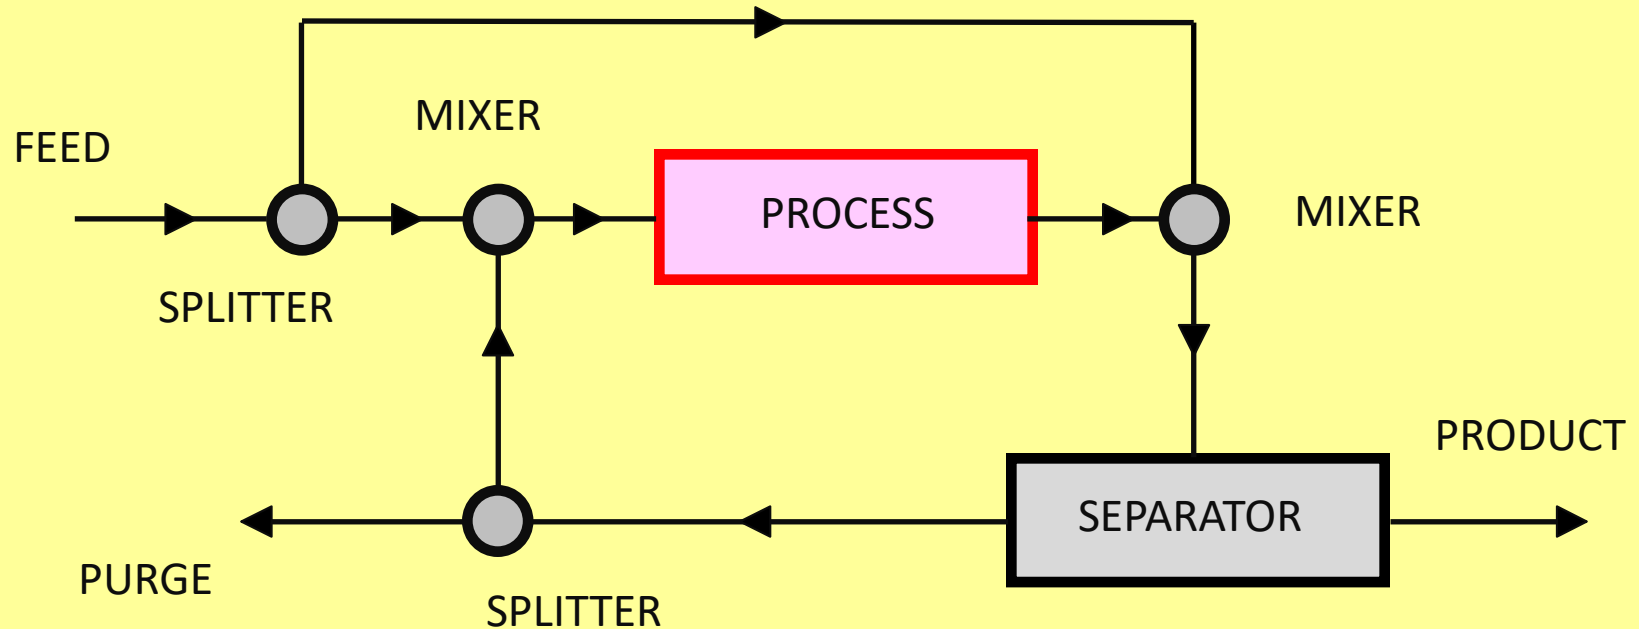 MIXER
FEED
PROCESS
MIXER
SPLITTER
PRODUCT
SEPARATOR
PURGE
SPLITTER